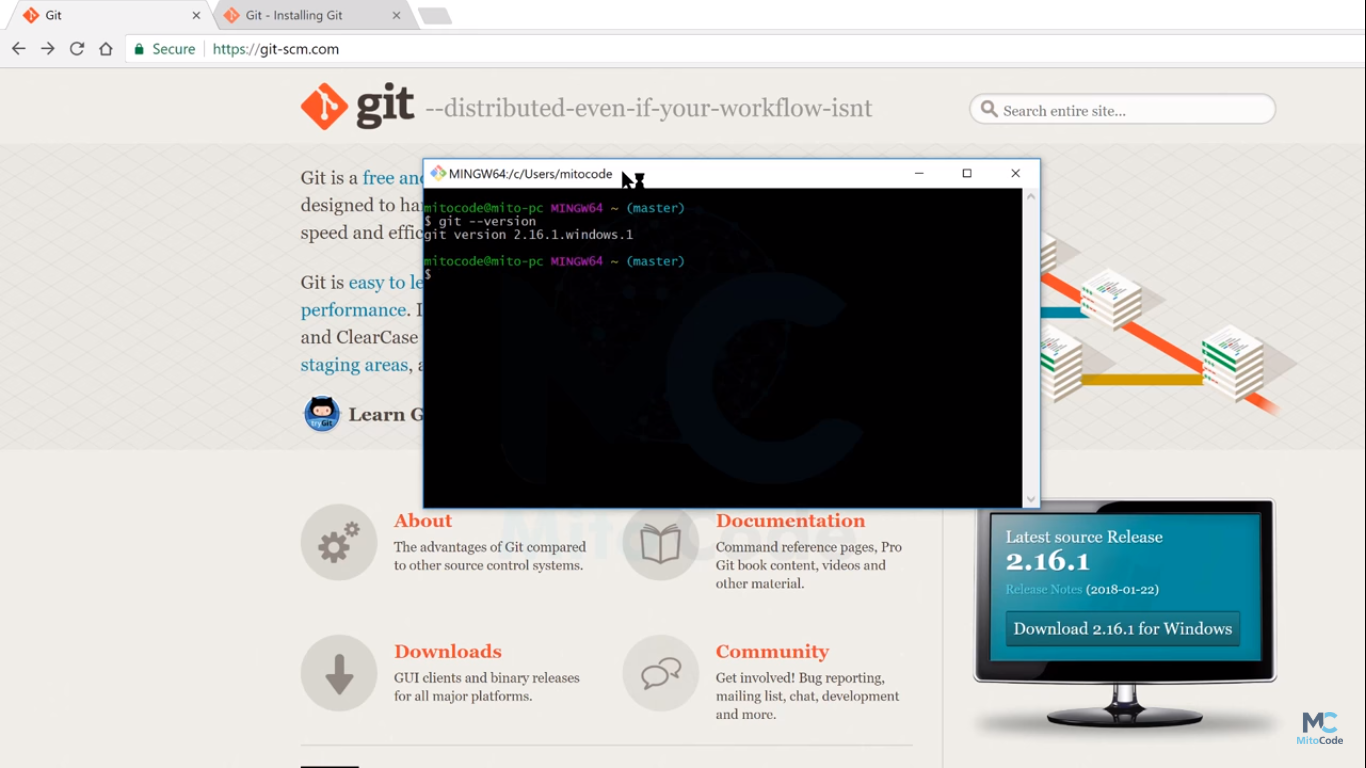 Git
Git - Installing Git
Secure
https://git-scm.com
git --distributed-even-if-your-workflow-isnt
Search entire site...
Git is a free an
designed to ha
speed and effic
Git is easy to le
performance. I
and ClearCase
staging areas, a
tryGit
Learn G
MINGW64:/c/Users/mitocode
mitocode@mito-pc MINGW64 ~ (master)
$ git --version
git version 2.16.1.windows.1
mitocode@mito-pc MINGW64 ~ (master)
$
About
The advantages of Git compared
to other source control systems.
Documentation
Command reference pages, Pro
Git book content, videos and
other material.
Downloads
GUI clients and binary releases
for all major platforms.
Community
Get involved! Bug reporting,
mailing list, chat, development
and more.
Latest source Release
2.16.1
Release Notes (2018-01-22)
Download 2.16.1 for Windows
MC
MitoCode
MC
MitoCode